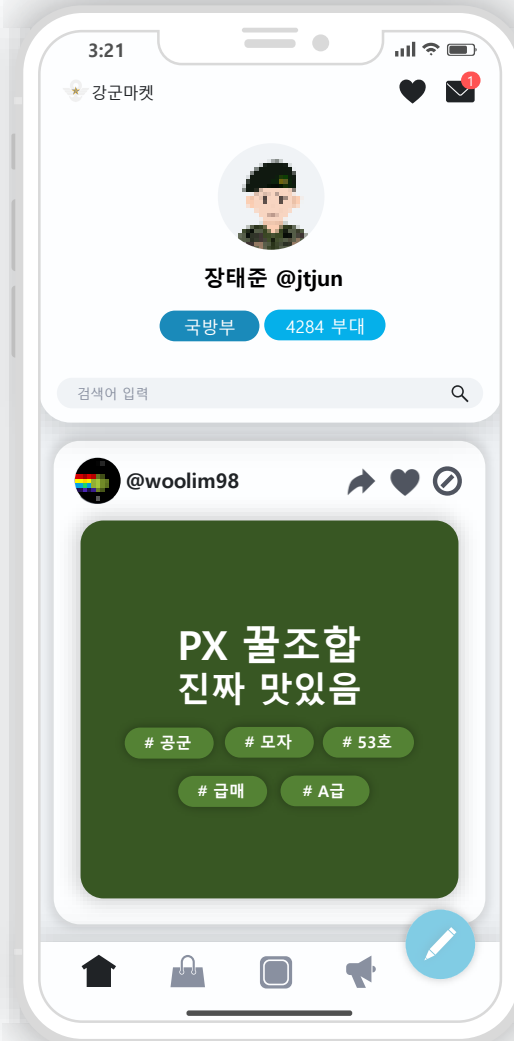 3:21
강군마켓
1
장태준 @jtjun
국방부 4284 부대
검색어 입력
@woolim98
PX 꿀조합
진짜 맛있음
# 공군 # 모자 # 53호
# 급매 # A급